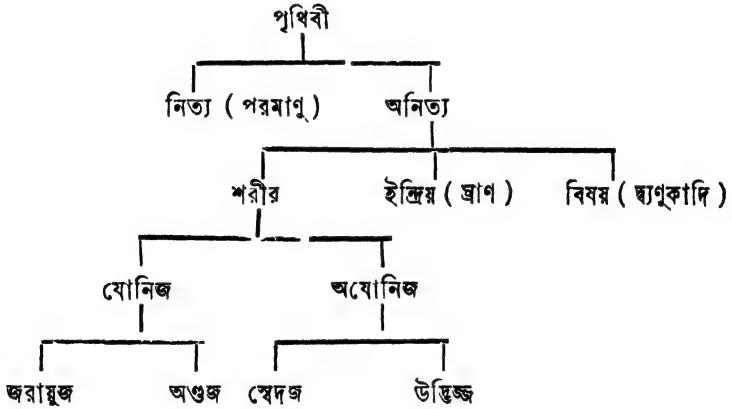 পৃথিবী
নিত্য ( পরমাণু ) অনিত্য
শরীর ইন্দ্রিয় ( ঘ্রাণ ) বিষয় ( দ্ব্যণুকাদি )
যোনিজ অযোনিজ
জরায়ুজ অণ্ডজ স্বেদজ উদ্ভিজ্জ